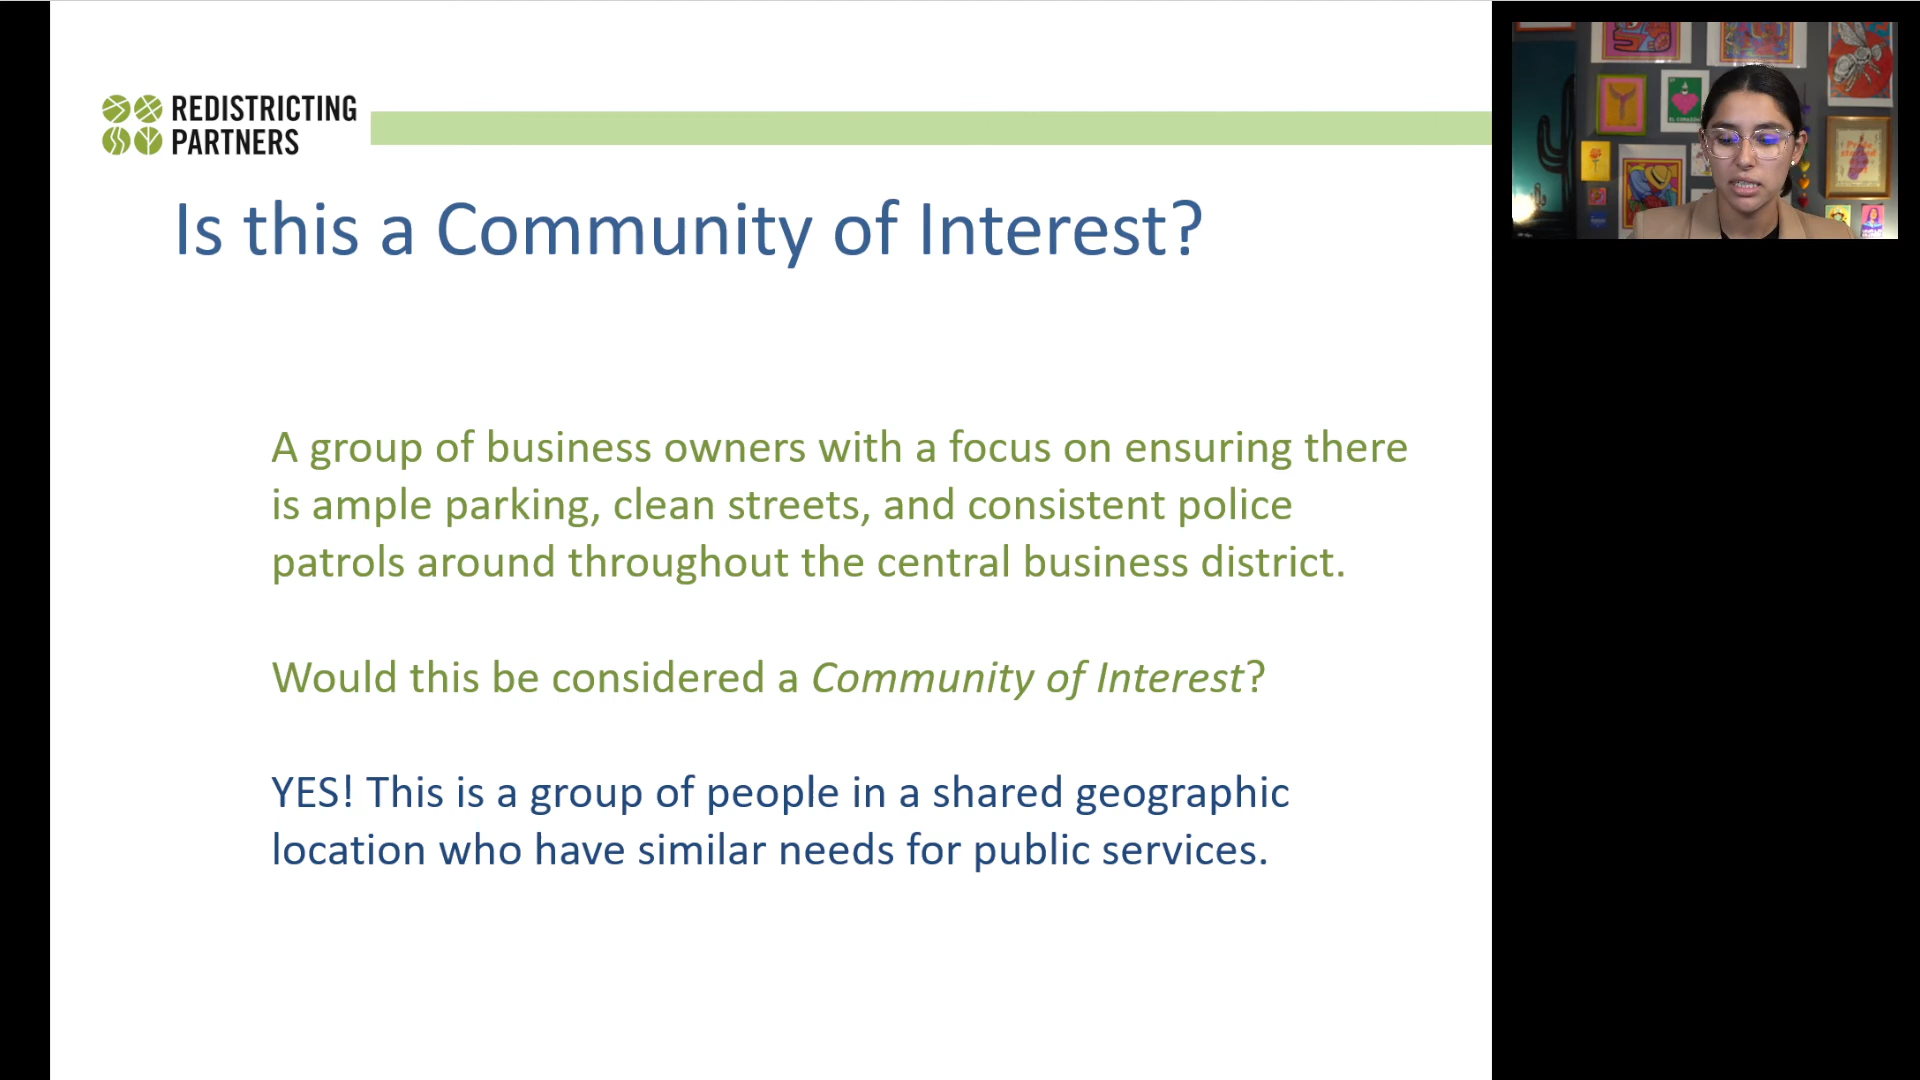 REDISTRICTING
PARTNERS
Is this a Community of Interest?
A group of business owners with a focus on ensuring there
is ample parking, clean streets, and consistent police
patrols around throughout the central business district.
Would this be considered a Community of Interest?
YES! This is a group of people in a shared geographic
location who have similar needs for public services.